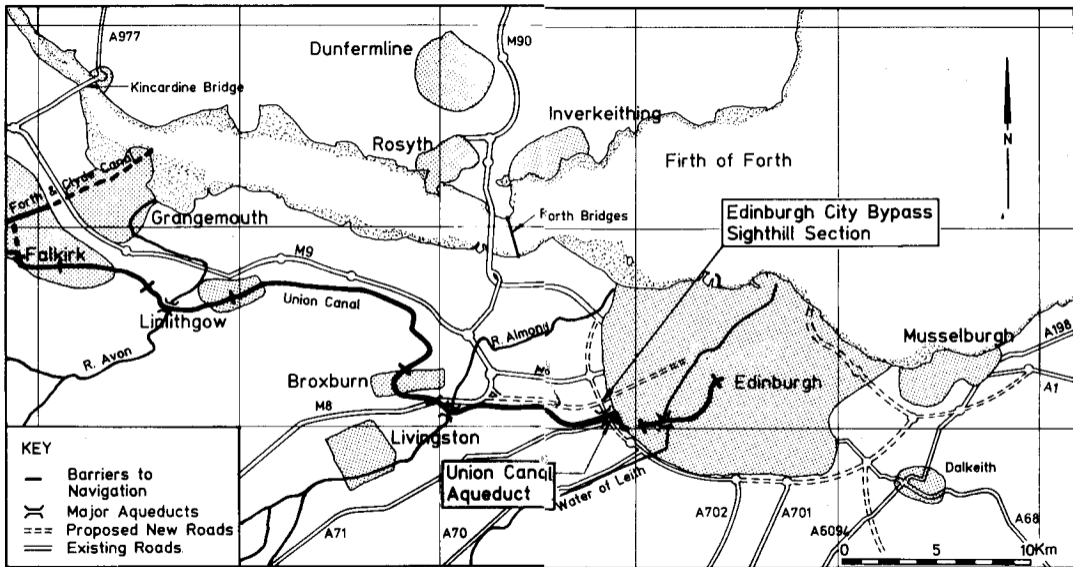 A977
Kincardine Bridge
Dunfermline
M90
Inverkeithing
Rosyth
Firth of Forth
N
Forth & Clyde Canal
Grangemouth
Forth Bridges
Edinburgh City Bypass
Sighthill Section
Falkirk
M9
Union Canal
Linlithgow
R. Almony
Musselburgh
A198
R. Avon
Broxburn
A8
Edinburgh
A1
M8
Livingston
Union Canal
Aqueduct
Water of Leith
Dalkeith
A71
A70
A702
A701
A609
A68
KEY
Barriers to
Navigation
Major Aqueducts
Proposed New Roads
Existing Roads
0 5 10Km